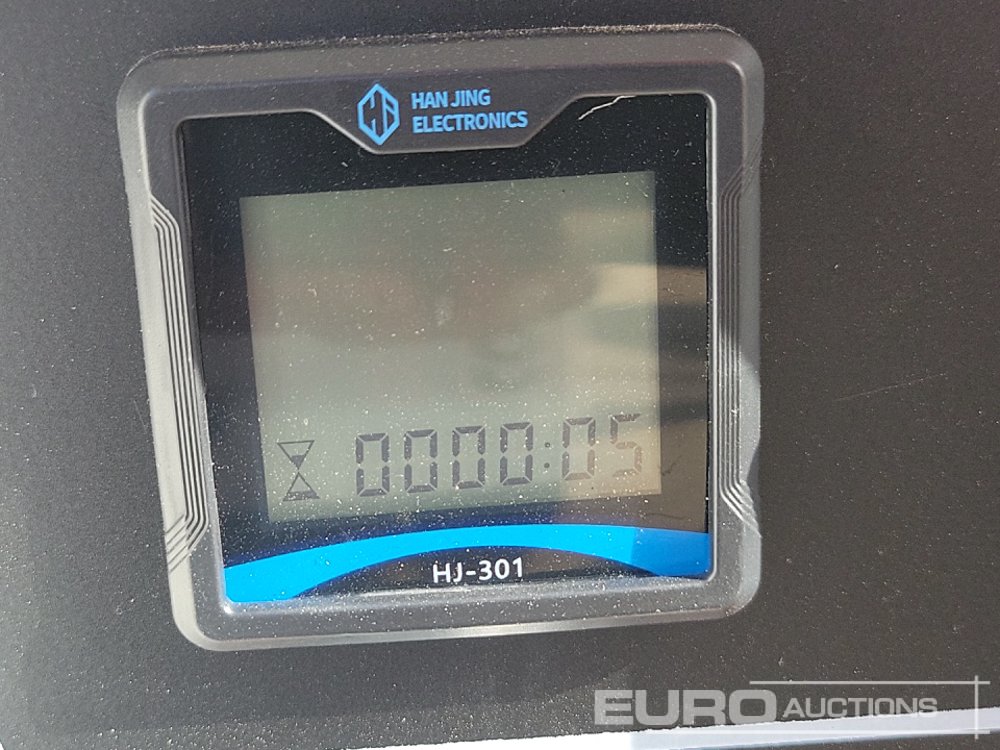 HAN JING
ELECTRONICS
0000:05
HJ-301
EURO AUCTIONS